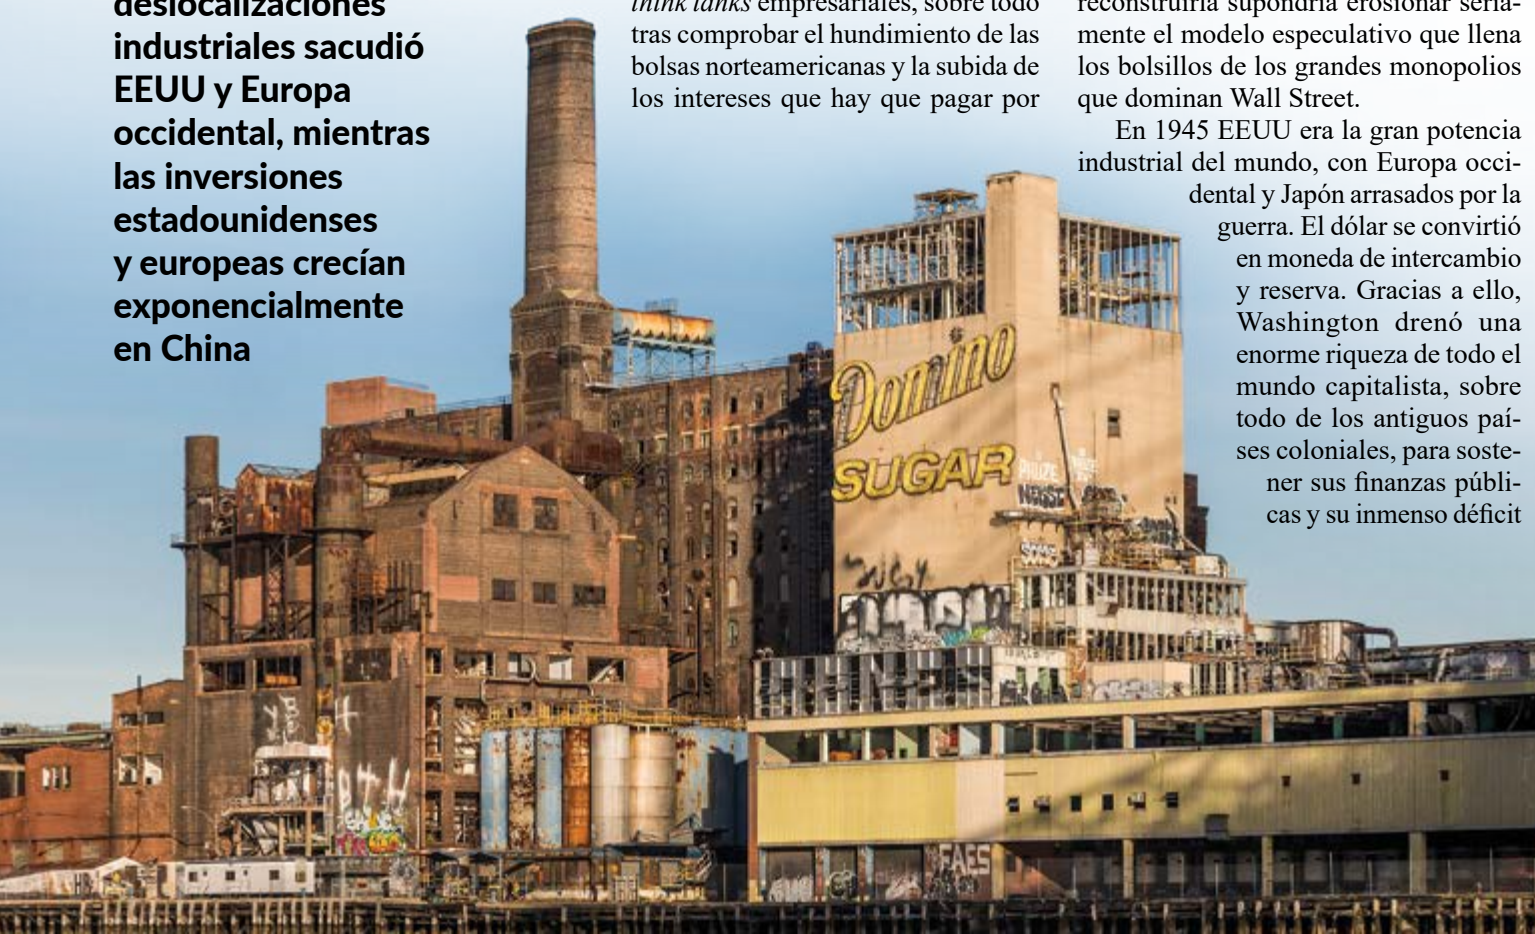 deslocalizaciones
industriales sacudió
EEUU y Europa
occidental, mientras
las inversiones
estadounidenses
y europeas crecían
exponencialmente
en China
think tanks empresariales, sobre todo
tras comprobar el hundimiento de las
bolsas norteamericanas y la subida de
los intereses que hay que pagar por
reconstruirla supondría erosionar seria-
mente el modelo especulativo que llena
los bolsillos de los grandes monopolios
que dominan Wall Street.
En 1945 EEUU era la gran potencia
industrial del mundo, con Europa occi-
dental y Japón arrasados por la
guerra. El dólar se convirtió
en moneda de intercambio
y reserva. Gracias a ello,
Washington drenó una
enorme riqueza de todo el
mundo capitalista, sobre
todo de los antiguos paí-
ses coloniales, para soste-
ner sus finanzas públi-
cas y su inmenso déficit
Domino
SUGAR
FAES